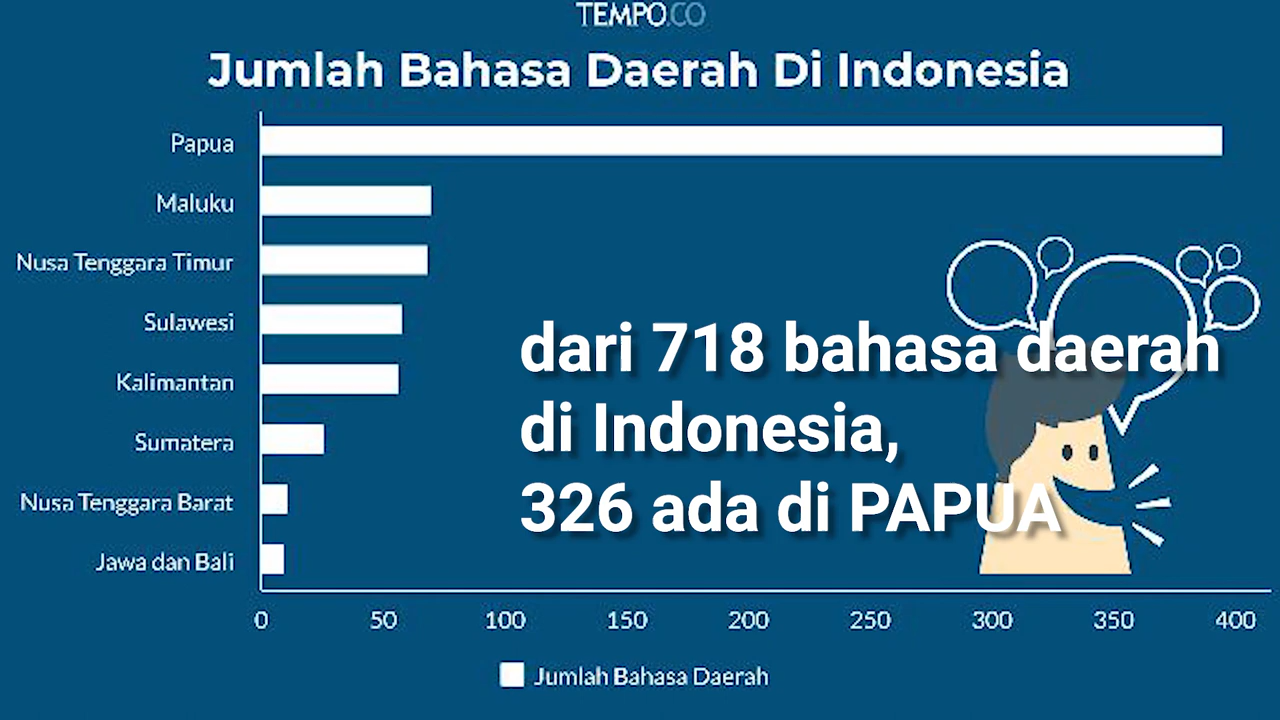 TEMPO.CO
Jumlah Bahasa Daerah Di Indonesia
Papua
Maluku
Nusa Tenggara Timur
Sulawesi
Kalimantan
Sumatera
Nusa Tenggara Barat
Jawa dan Bali
dari 718 bahasa daerah
di Indonesia,
326 ada di PAPUA
0 50 100 150 200 250 300 350 400
Jumlah Bahasa Daerah